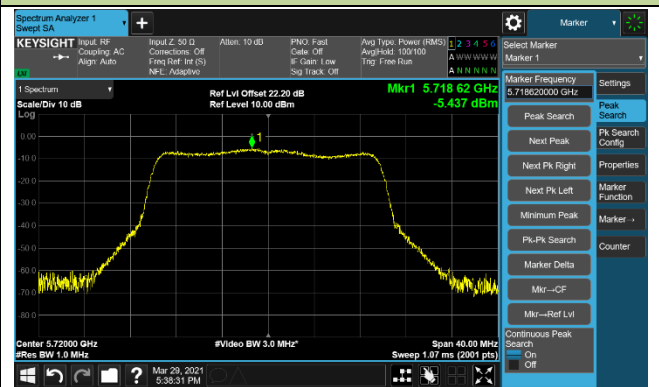 Spectrum Analyzer 1
Swept SA
Marker
KEYSIGHT
Input: RF
Coupling: AC
Align: Auto
Input Z: 50 Ω
Corrections: Off
Freq Ref: Int (S)
NFE: Adaptive
Atten: 10 dB
PNO: Fast
Gate: Off
IF Gain: Low
Sig Track: Off
Avg Type: Power (RMS)
Avg|Hold: 100/100
Trig: Free Run
1 2 3 4 5 6
A W W W W W
A N N N N N
LXI
Select Marker
Marker 1
1 Spectrum
Scale/Div 10 dB
Log
Ref Lvl Offset 22.20 dB
Ref Level 10.00 dBm
Mkr1 5.718 62 GHz
-5.437 dBm
1
0.00
-10.0
-20.0
-30.0
-40.0
-50.0
-60.0
-70.0
-80.0
Center 5.72000 GHz
#Res BW 1.0 MHz
#Video BW 3.0 MHz*
Span 40.00 MHz
Sweep 1.07 ms (2001 pts)
Marker Frequency
5.718620000 GHz
Peak Search
Next Peak
Next Pk Right
Next Pk Left
Minimum Peak
Pk-Pk Search
Marker Delta
Mkr→CF
Mkr→Ref Lvl
Continuous Peak
Search
On
Off
Settings
Peak
Search
Pk Search
Config
Properties
Marker
Function
Marker→
Counter
Mar 29, 2021
5:38:31 PM